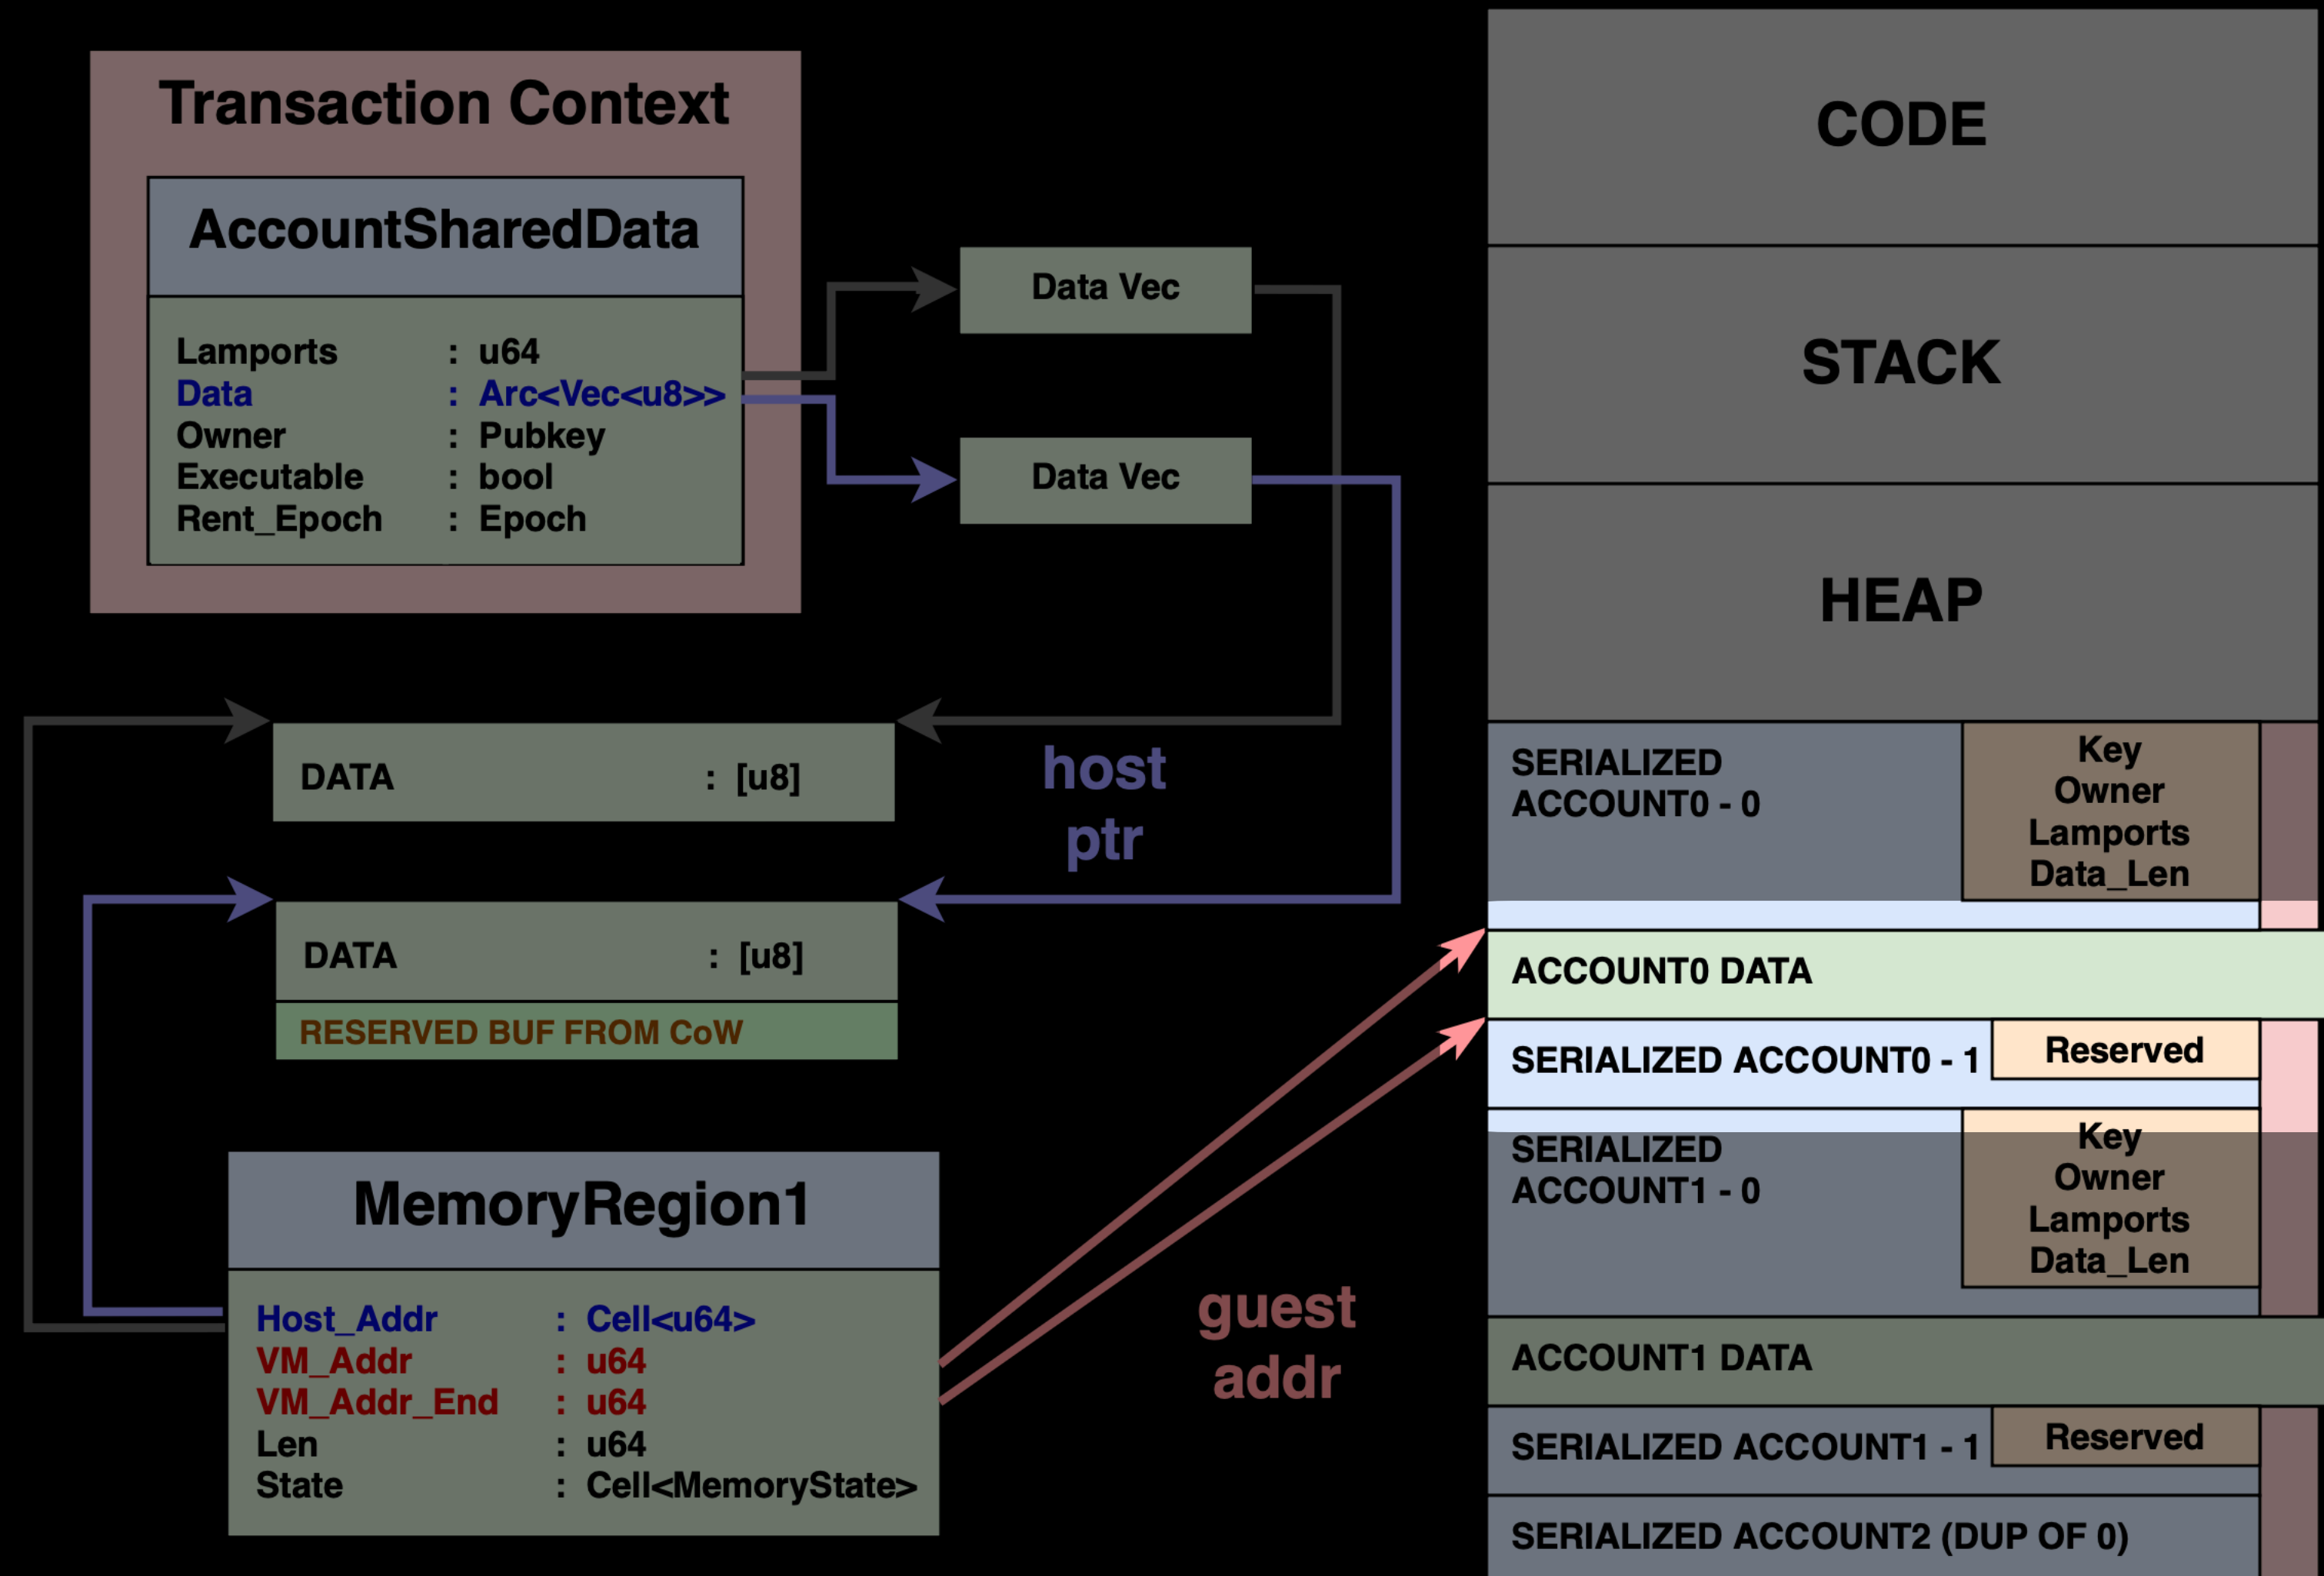 Transaction Context
AccountSharedData
Lamports : u64
Data : Arc<Vec<u8>>
Owner : Pubkey
Executable : bool
Rent_Epoch : Epoch
Data Vec
Data Vec
DATA : [u8]
host
ptr
DATA : [u8]
RESERVED BUF FROM CoW
MemoryRegion1
Host_Addr : Cell<u64>
VM_Addr : u64
VM_Addr_End : u64
Len : u64
State : Cell<MemoryState>
guest
addr
CODE
STACK
HEAP
SERIALIZED
ACCOUNT0 - 0
Key
Owner
Lamports
Data_Len
ACCOUNT0 DATA
SERIALIZED ACCOUNT0 - 1
Reserved
SERIALIZED
ACCOUNT1 - 0
Key
Owner
Lamports
Data_Len
ACCOUNT1 DATA
SERIALIZED ACCOUNT1 - 1
Reserved
SERIALIZED ACCOUNT2 (DUP OF 0)